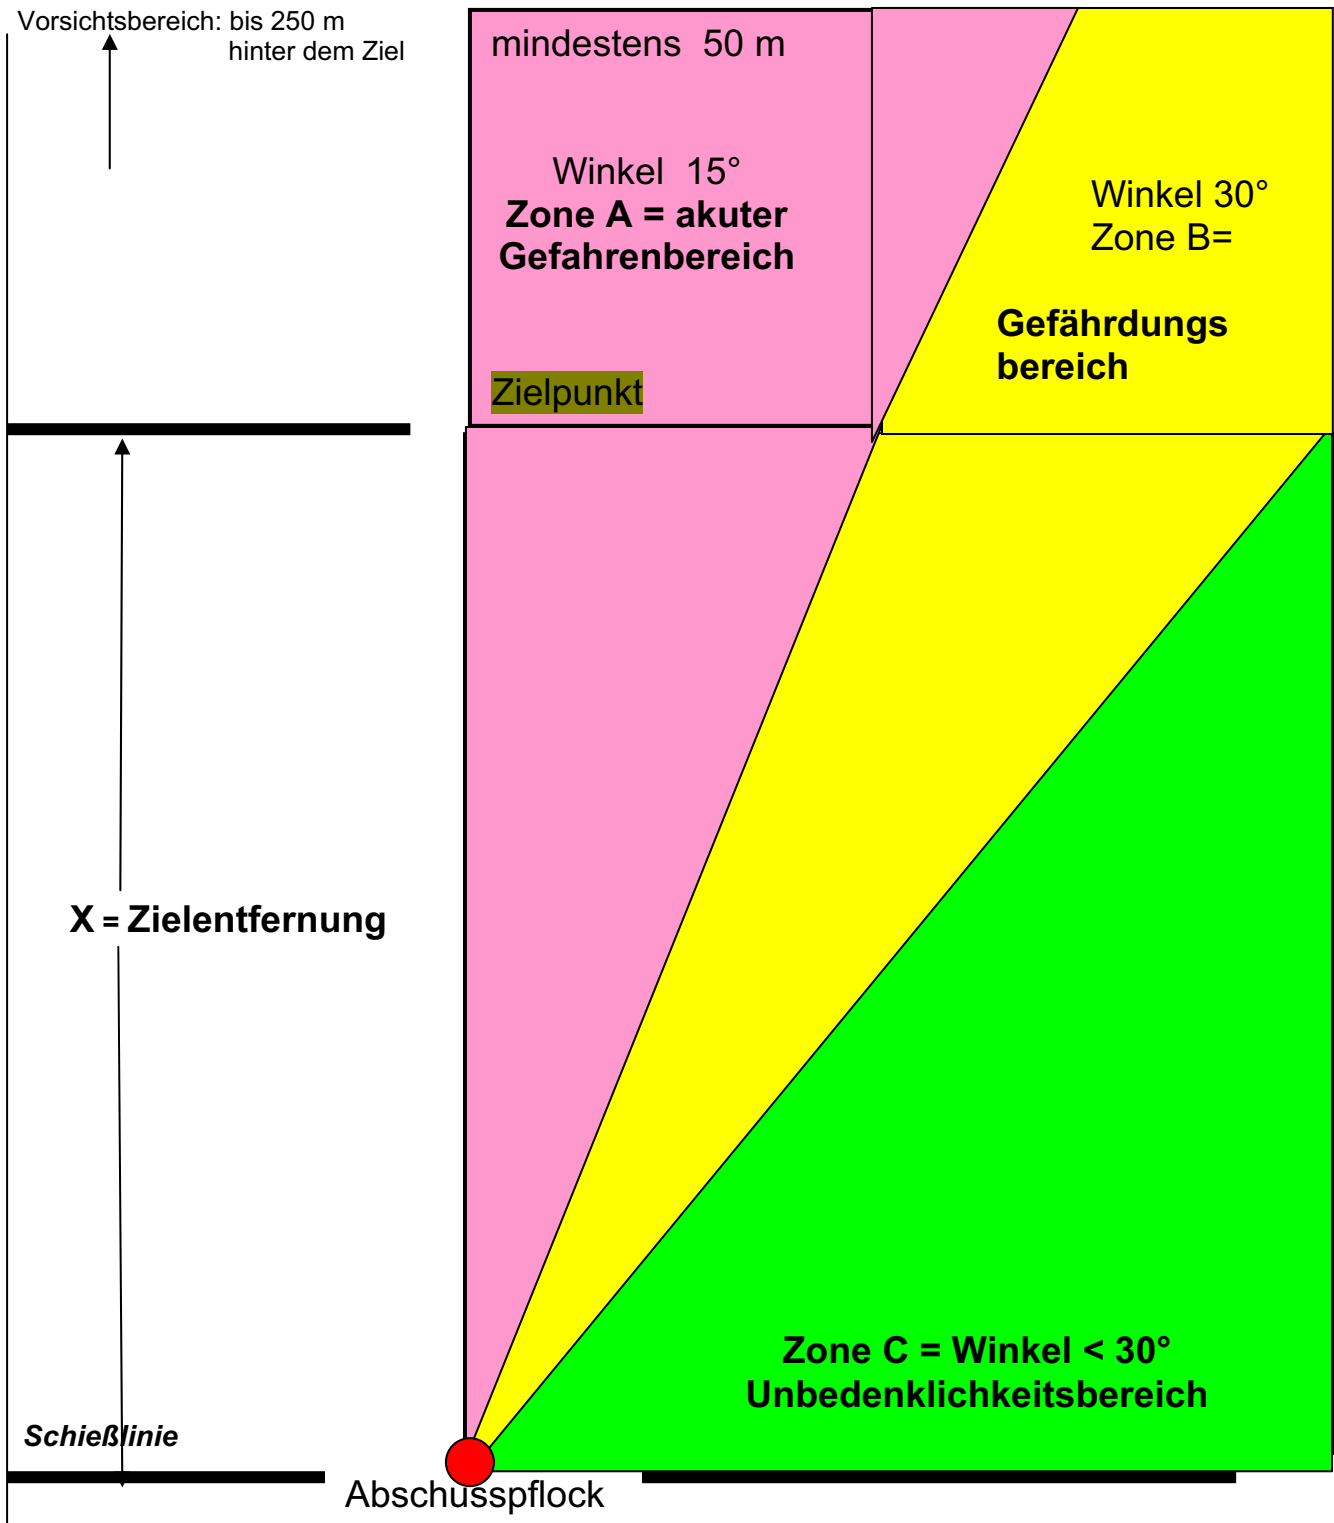 Vorsichtsbereich: bis 250 m
hinter dem Ziel
mindestens 50 m
Winkel 15°
Zone A = akuter
Gefahrenbereich
Winkel 30°
Zone B=
Gefährdungs
bereich
Zielpunkt
X = Zielentfernung
Zone C = Winkel < 30°
Unbedenklichkeitsbereich
Schießlinie
Abschusspflock